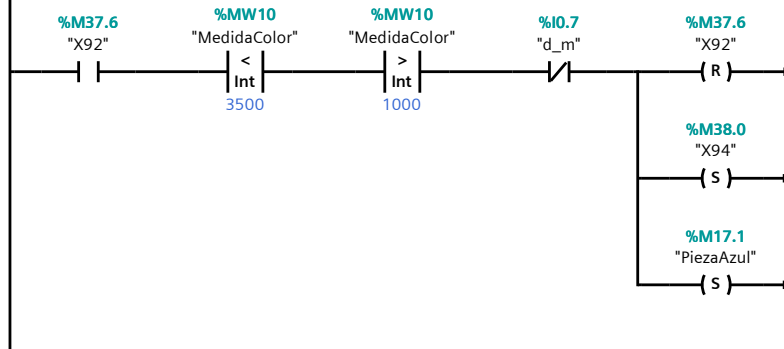 %M37.6
"X92"
%MW10
"MedidaColor"
<
Int
3500
%MW10
"MedidaColor"
>
Int
1000
%I0.7
"d_m"
%M37.6
"X92"
R
%M38.0
"X94"
S
%M17.1
"PiezaAzul"
S